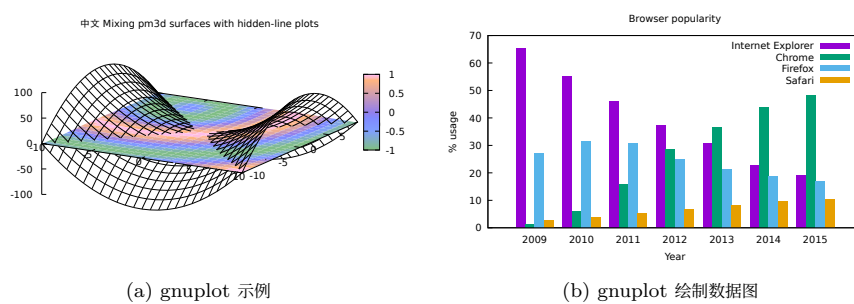 中文 Mixing pm3d surfaces with hidden-line plots
100
50
0
-50
-100
-10
-5
0
5
10
-10
-5
0
5
1
0.5
0
-0.5
-1
(a) gnuplot 示例
Browser popularity
70
60
50
40
30
20
10
0
% usage
Internet Explorer
Chrome
Firefox
Safari
2009 2010 2011 2012 2013 2014 2015
Year
(b) gnuplot 绘制数据图